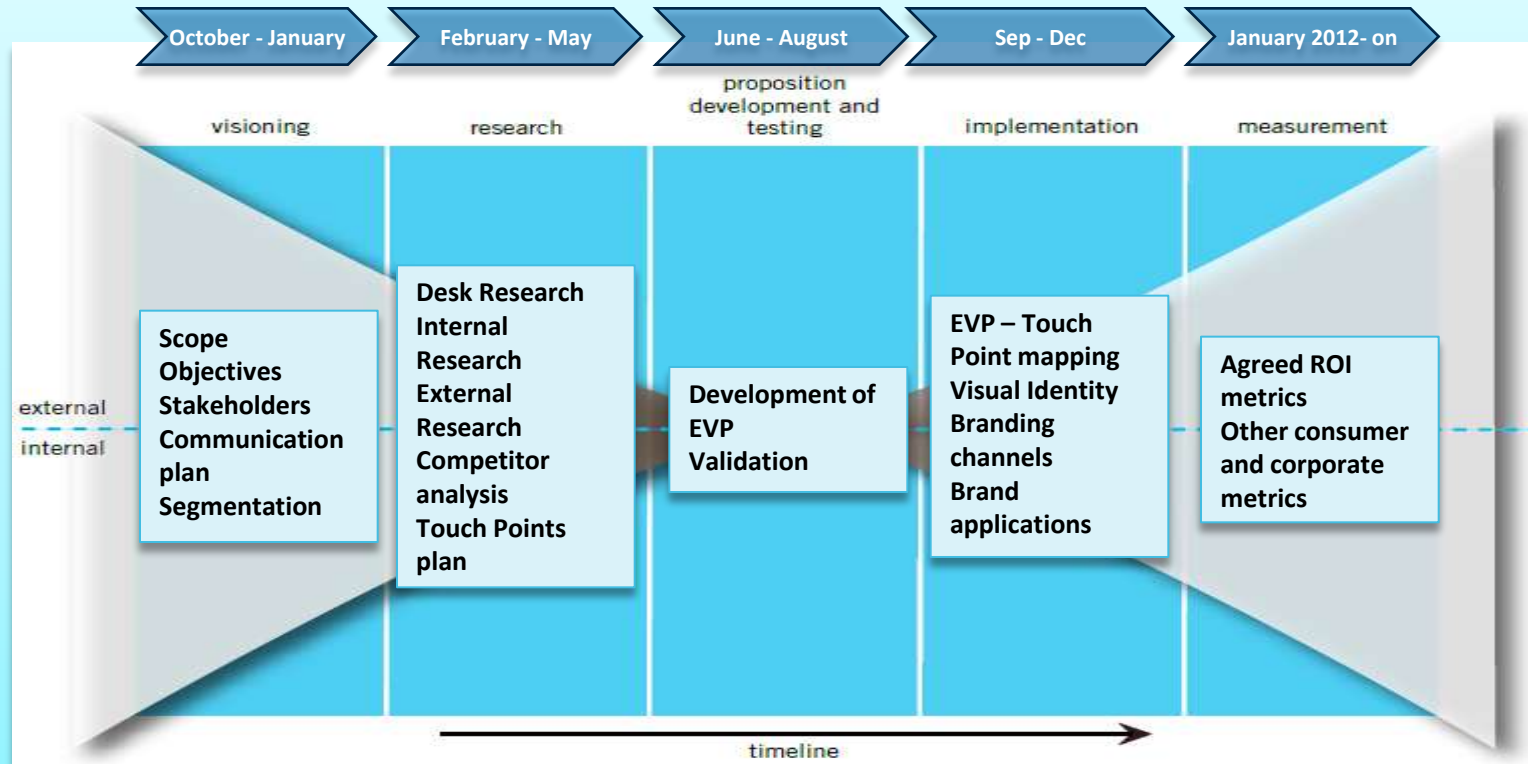 October - January
February - May
June - August
Sep - Dec
January 2012- on
visioning
research
proposition
development and
testing
implementation
measurement
external
internal
Scope
Objectives
Stakeholders
Communication
plan
Segmentation
Desk Research
Internal
Research
External
Research
Competitor
analysis
Touch Points
plan
Development of
EVP
Validation
EVP – Touch
Point mapping
Visual Identity
Branding
channels
Brand
applications
Agreed ROI
metrics
Other consumer
and corporate
metrics
timeline